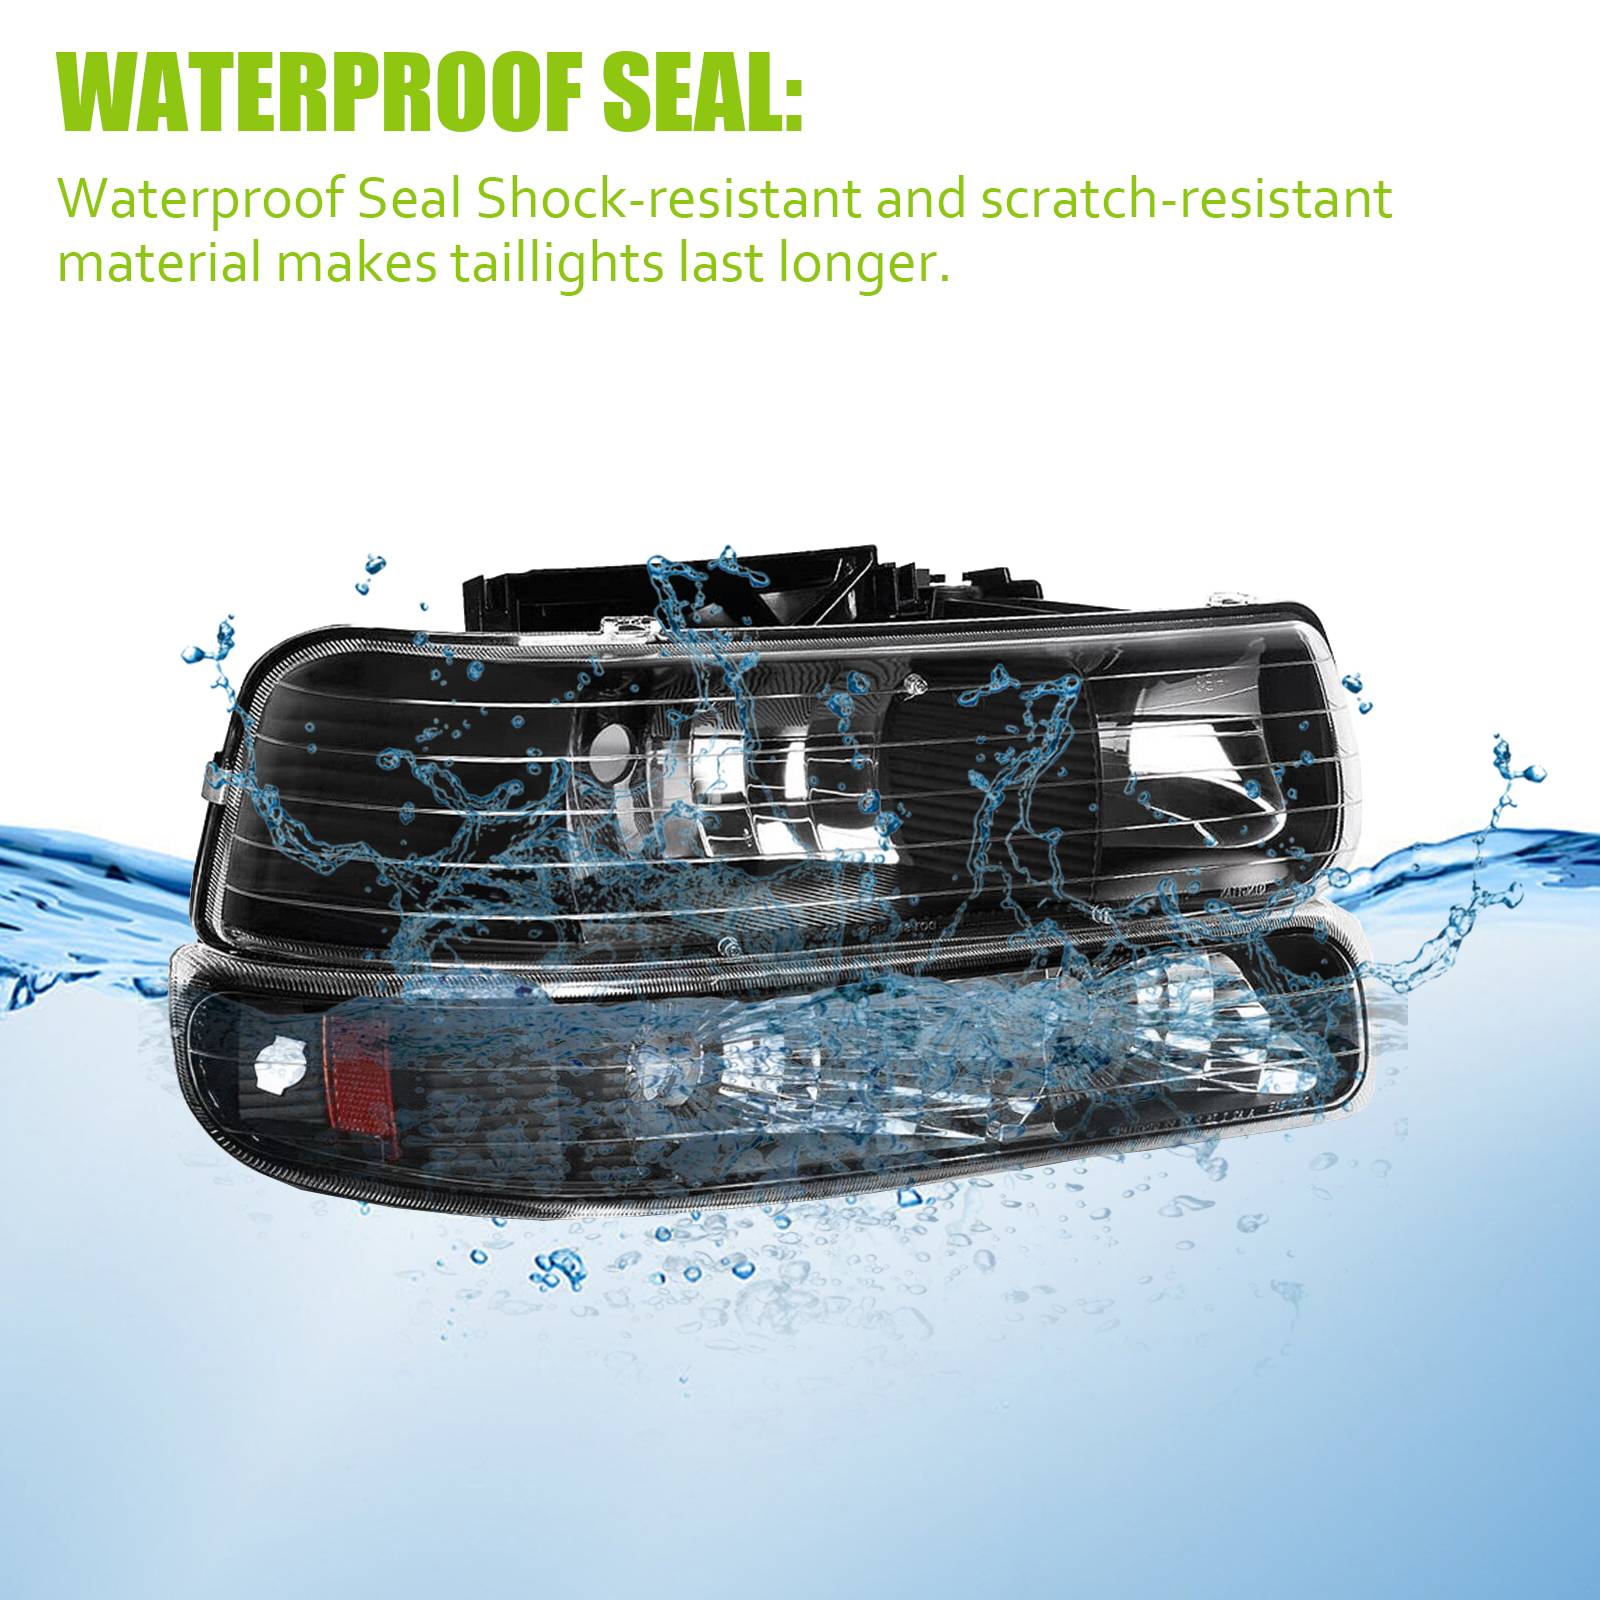 WATERPROOF SEAL:
Waterproof Seal Shock-resistant and scratch-resistant
material makes taillights last longer.